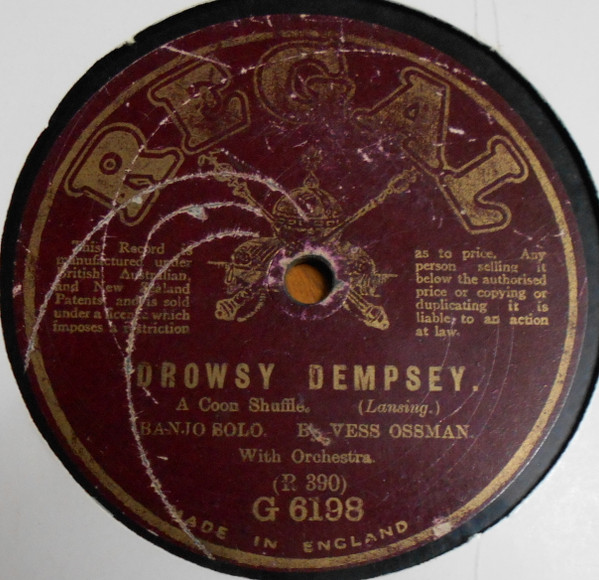 REGAL
This Record is
manufactured under
British, Australian,
and New Zealand
Patents, and is sold
under a licence which
imposes a restriction
as to price. Any
person selling it
below the authorised
price or copying or
duplicating it is
liable to an action
at law.
DROWSY DEMPSEY.
A Coon Shuffle. (Lansing.)
BANJO SOLO. By VESS OSSMAN.
With Orchestra.
(R 390)
G 6198
MADE IN ENGLAND